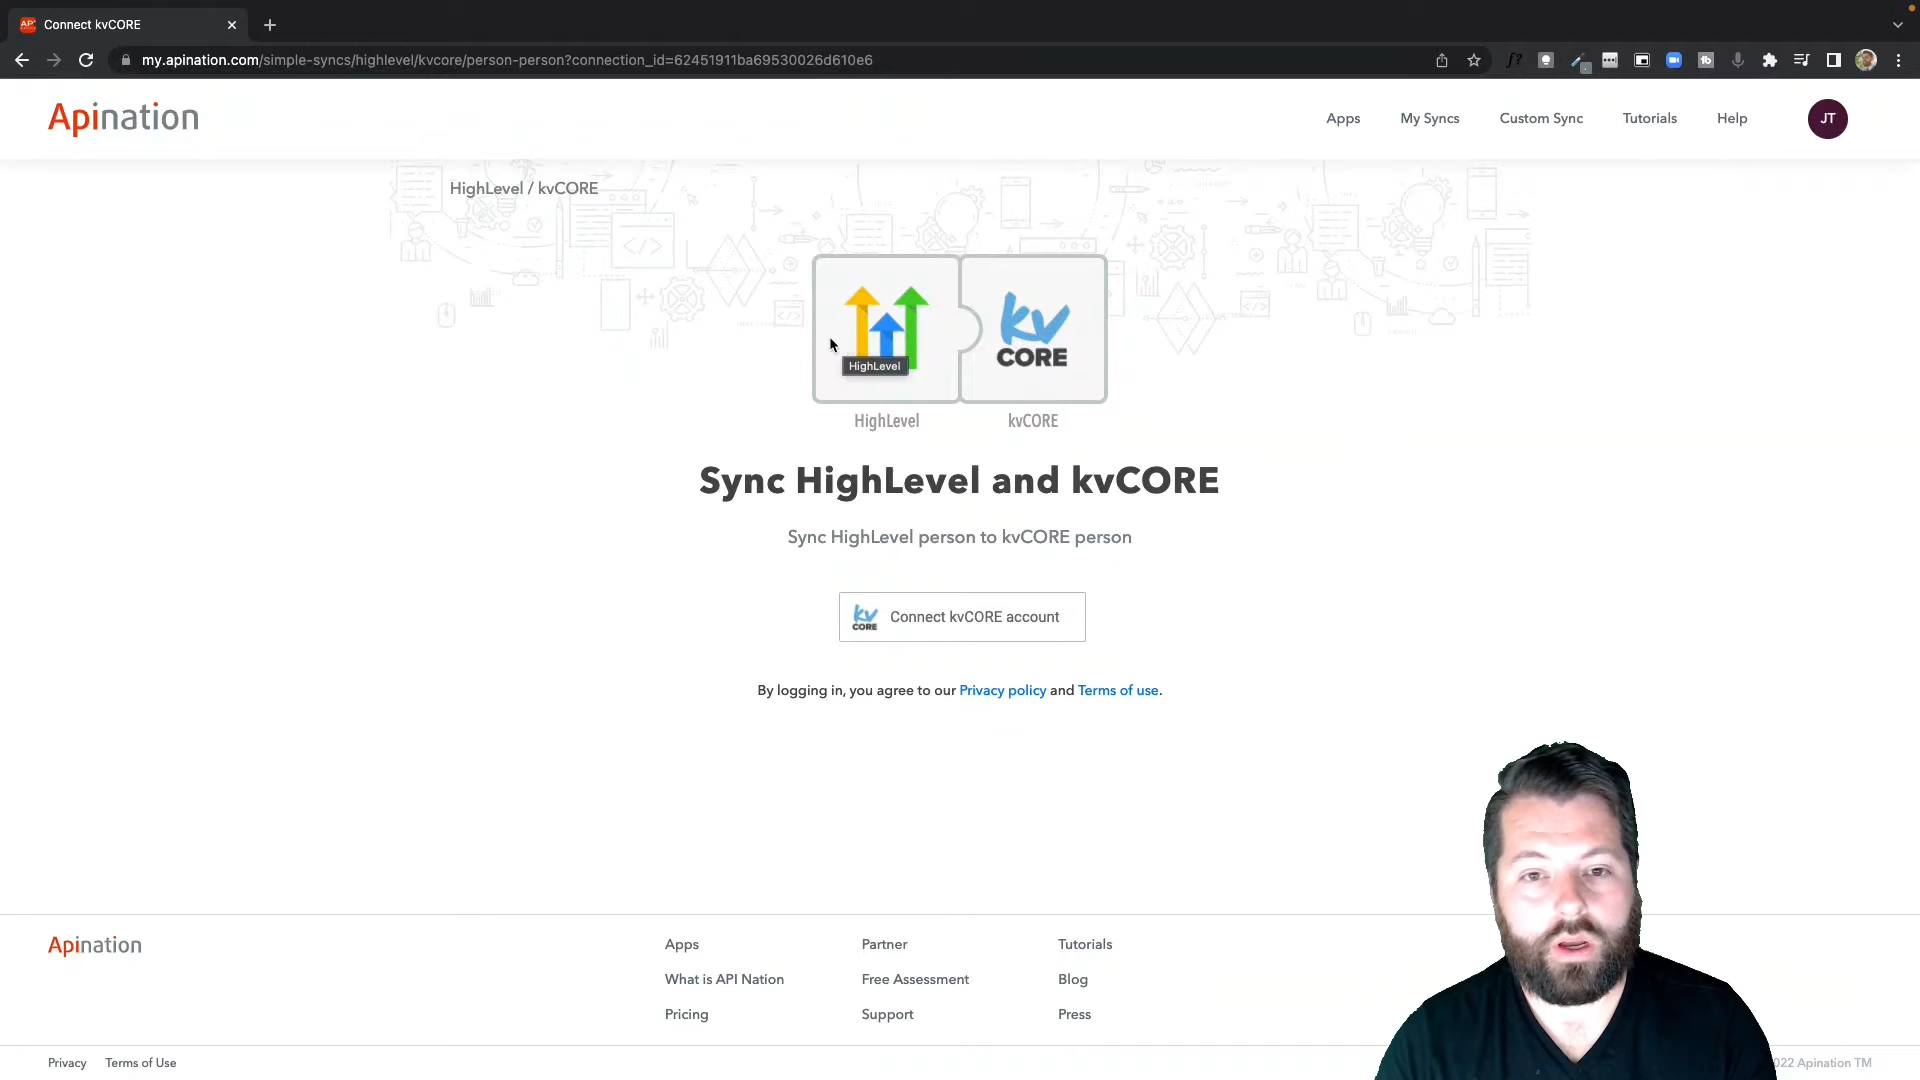 Connect kvCORE
my.apination.com/simple-syncs/highlevel/kvcore/person-person?connection_id=62451911ba69530026d610e6
Apination
Apps
My Syncs
Custom Sync
Tutorials
Help
JT
HighLevel / kvCORE
kv
CORE
HighLevel
HighLevel
kvCORE
Sync HighLevel and kvCORE
Sync HighLevel person to kvCORE person
kv
CORE
Connect kvCORE account
By logging in, you agree to our Privacy policy and Terms of use.
Apination
Apps
Partner
Tutorials
What is API Nation
Free Assessment
Blog
Pricing
Support
Press
Privacy
Terms of Use
022 Apination TM